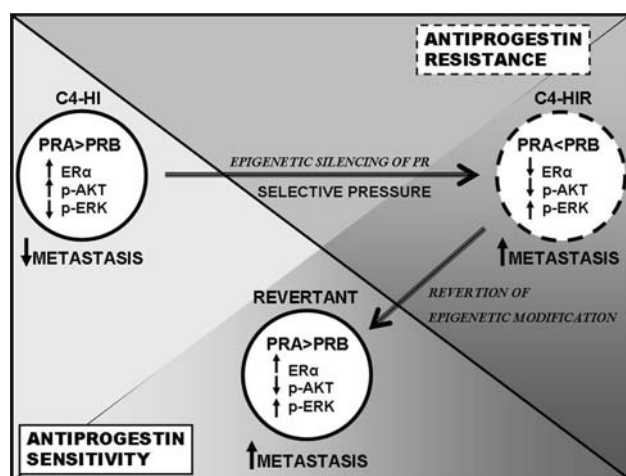 ANTIPROGESTIN
RESISTANCE
C4-HI
PRA>PRB
↑ ERα
↑ p-AKT
↓ p-ERK
↓METASTASIS
EPIGENETIC SILENCING OF PR
SELECTIVE PRESSURE
C4-HIR
PRA<PRB
↓ ERα
↓ p-AKT
↑ p-ERK
↑METASTASIS
REVERTION OF
EPIGENETIC MODIFICATION
REVERTANT
PRA>PRB
↑ ERα
↓ p-AKT
↑ p-ERK
↑METASTASIS
ANTIPROGESTIN
SENSITIVITY